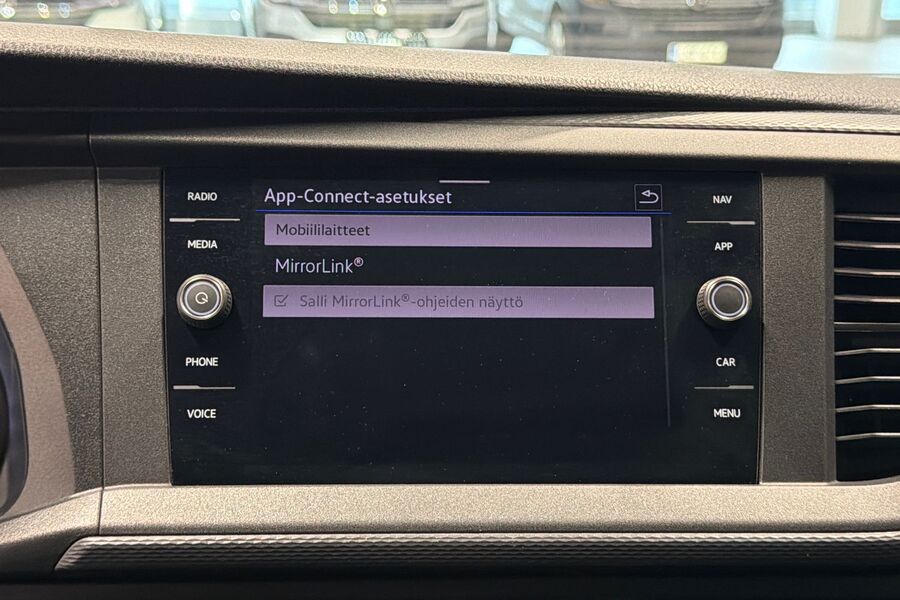 RADIO
MEDIA
PHONE
VOICE
App-Connect-asetukset
Mobiililaitteet
MirrorLink®
Salli MirrorLink®-ohjeiden näyttö
NAV
APP
CAR
MENU